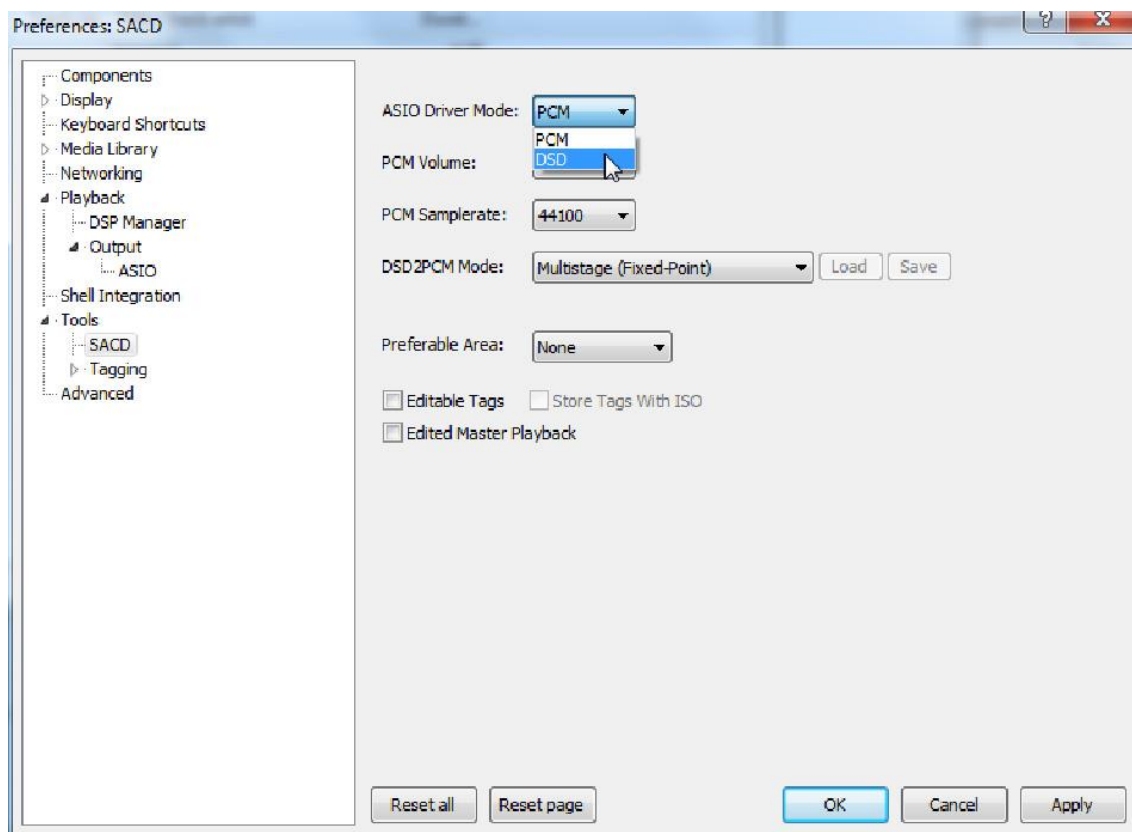 Preferences: SACD
Components
Display
Keyboard Shortcuts
Media Library
Networking
Playback
DSP Manager
Output
ASIO
Shell Integration
Tools
SACD
Tagging
Advanced
ASIO Driver Mode: PCM
PCM
DSD
PCM Volume:
PCM Samplerate: 44100
DSD2PCM Mode: Multistage (Fixed-Point) Load Save
Preferable Area: None
Editable Tags Store Tags With ISO
Edited Master Playback
Reset all Reset page OK Cancel Apply